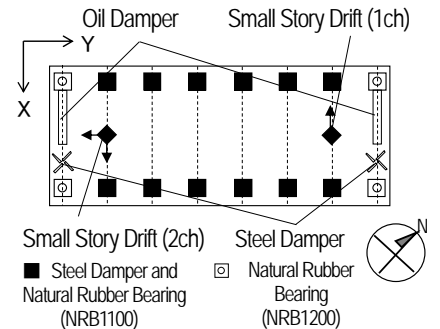 Oil Damper
Small Story Drift (1ch)
Y
X
Small Story Drift (2ch)
Steel Damper
N
Steel Damper and
Natural Rubber Bearing
(NRB1100)
Natural Rubber
Bearing
(NRB1200)